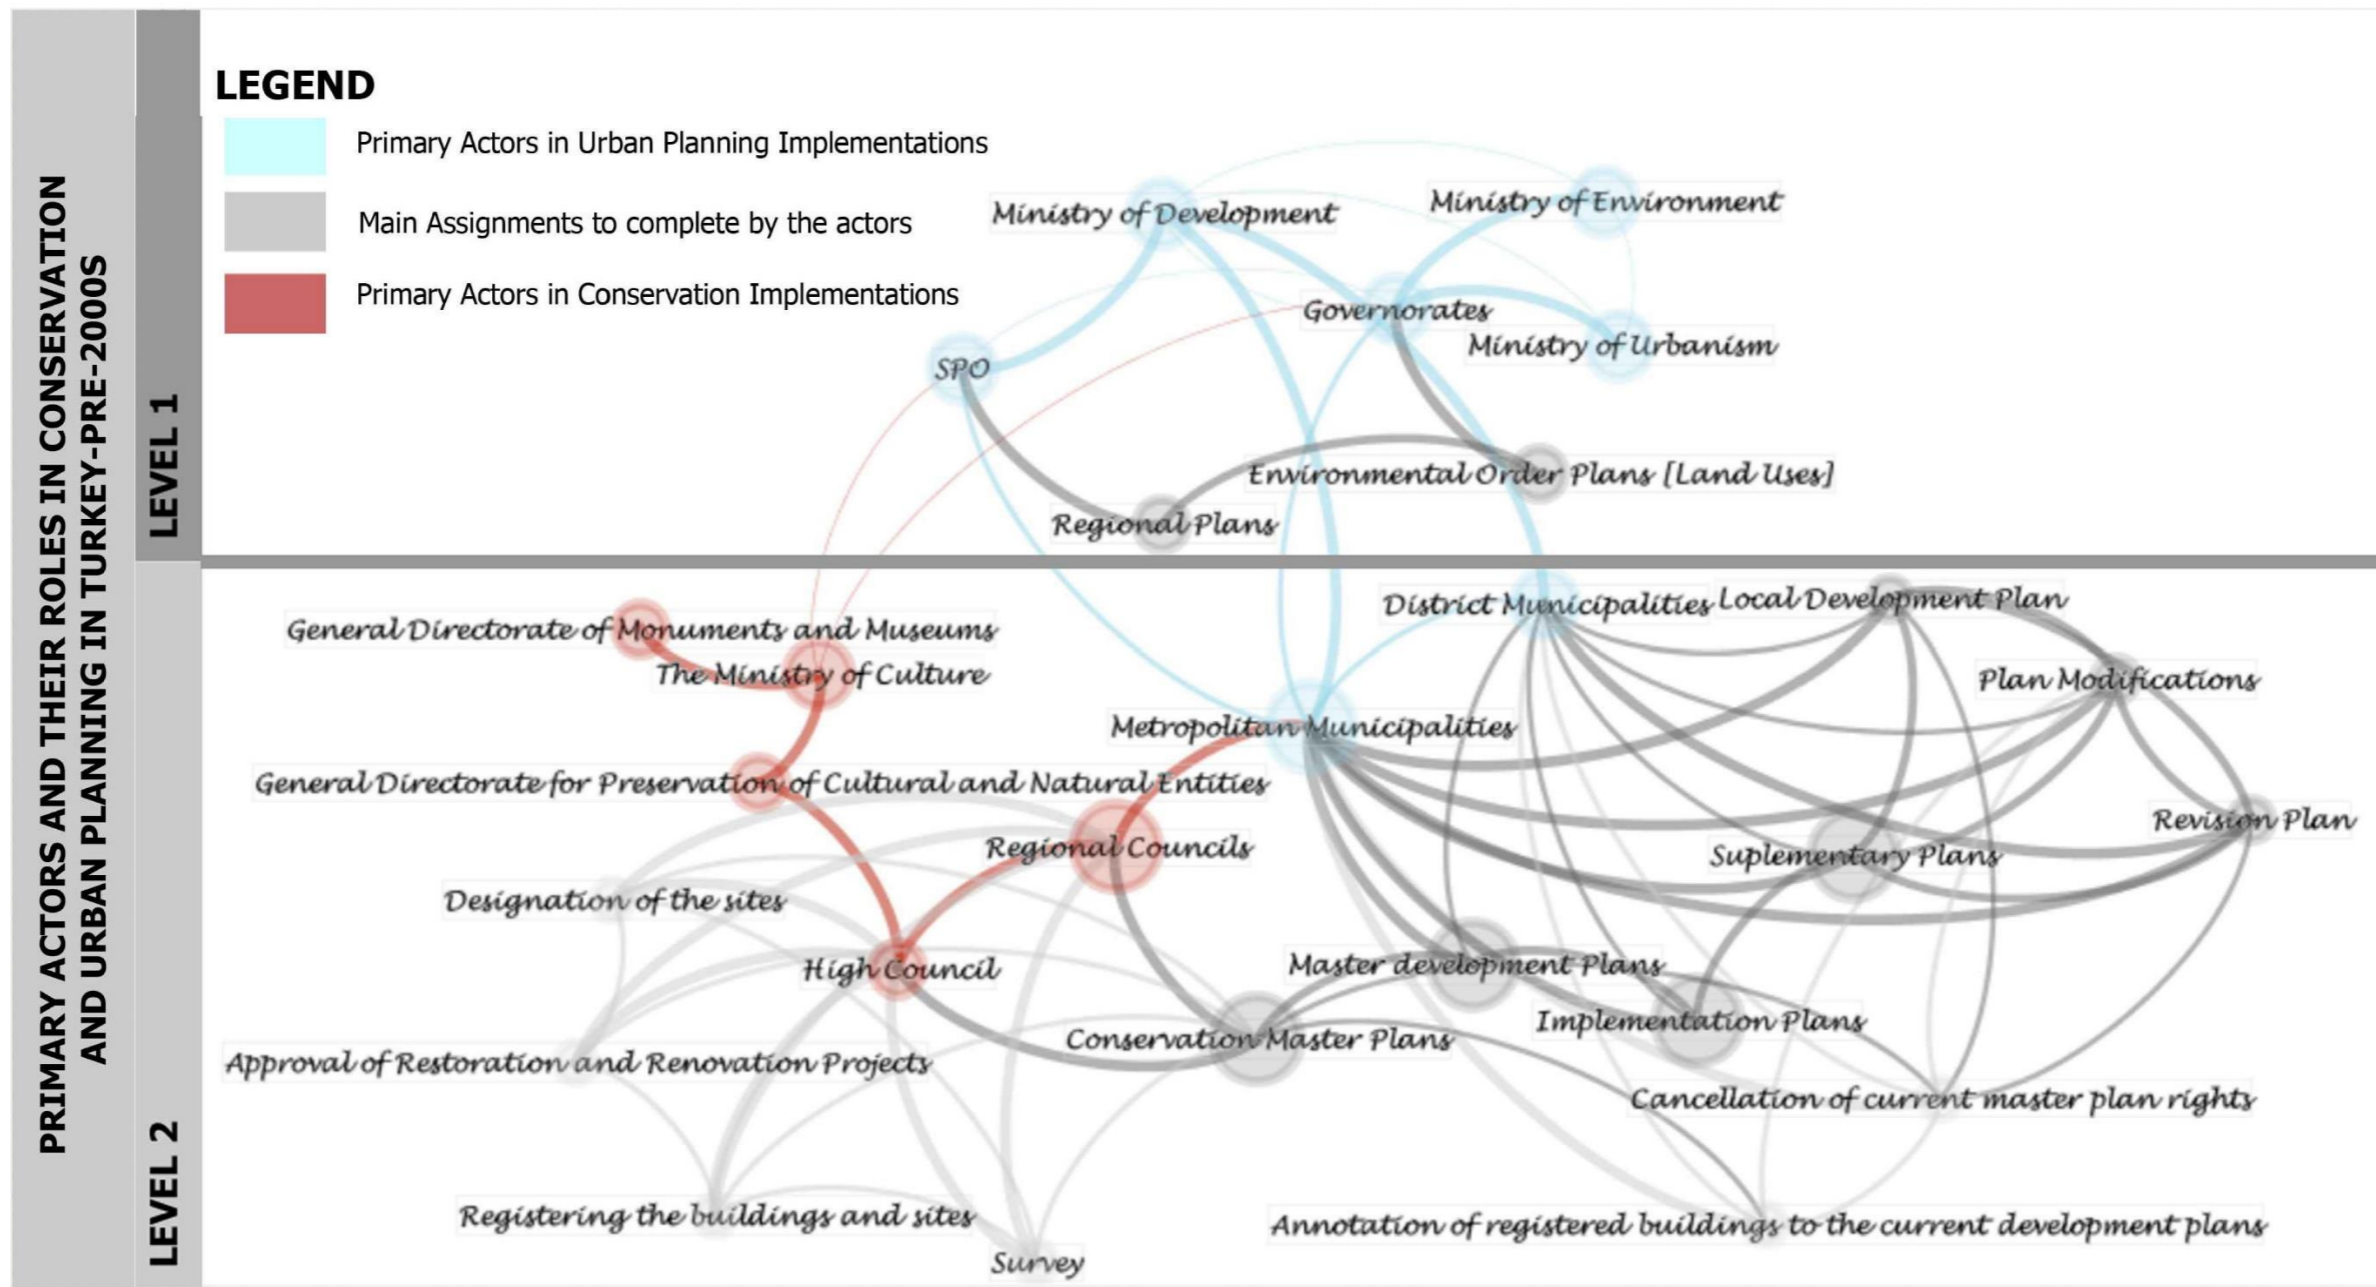 PRIMARY ACTORS AND THEIR ROLES IN CONSERVATION
AND URBAN PLANNING IN TURKEY-PRE-2000S
LEVEL 1
LEGEND
Primary Actors in Urban Planning Implementations
Main Assignments to complete by the actors
Primary Actors in Conservation Implementations
Ministry of Development
Ministry of Environment
Governorates
Ministry of Urbanism
SPO
Environmental Order Plans [Land Uses]
Regional Plans
LEVEL 2
District Municipalities
Local Development Plan
General Directorate of Monuments and Museums
The Ministry of Culture
Plan Modifications
Metropolitan Municipalities
General Directorate for Preservation of Cultural and Natural Entities
Revision Plan
Regional Councils
Suplementary Plans
Designation of the sites
High Council
Master development Plans
Implementation Plans
Conservation Master Plans
Approval of Restoration and Renovation Projects
Cancellation of current master plan rights
Registering the buildings and sites
Annotation of registered buildings to the current development plans
Survey